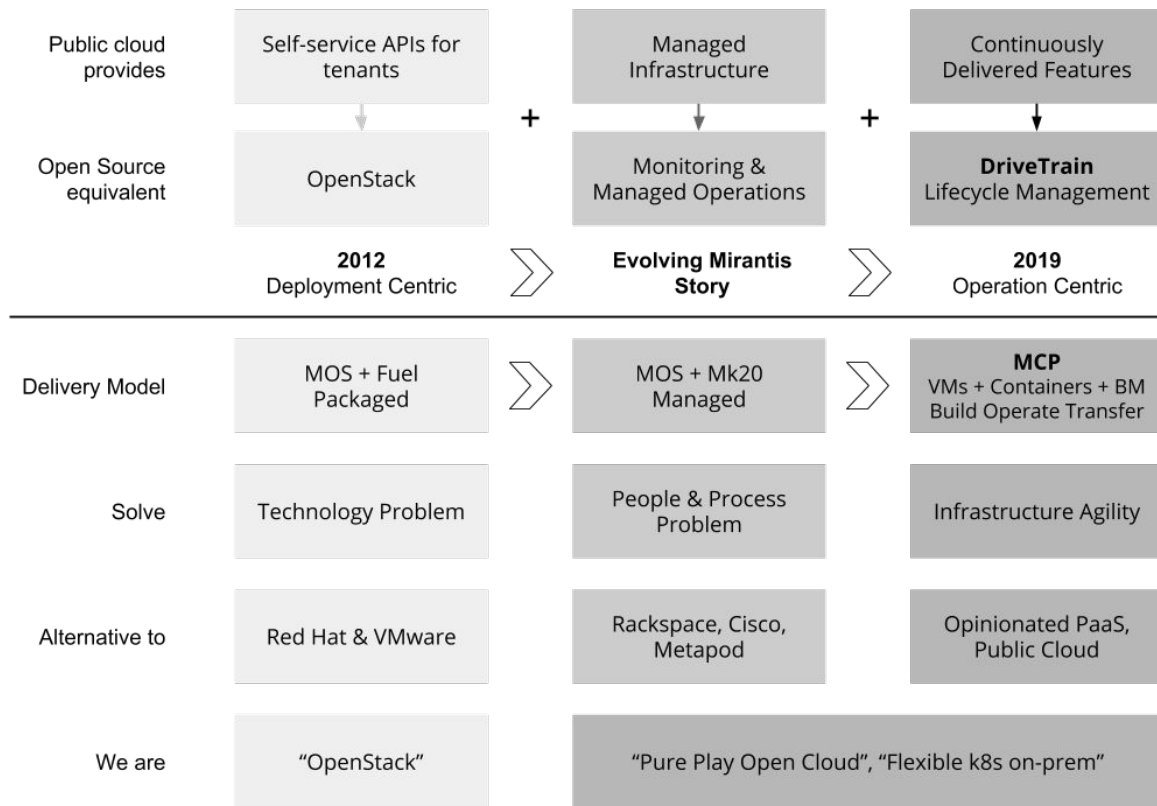 Public cloud
provides
Self-service APIs for
tenants
Managed
Infrastructure
Continuously
Delivered Features
+
+
Open Source
equivalent
OpenStack
Monitoring &
Managed Operations
DriveTrain
Lifecycle Management
2012
Deployment Centric
Evolving Mirantis
Story
2019
Operation Centric
Delivery Model
MOS + Fuel
Packaged
MOS + Mk20
Managed
MCP
VMs + Containers + BM
Build Operate Transfer
Solve
Technology Problem
People & Process
Problem
Infrastructure Agility
Alternative to
Red Hat & VMware
Rackspace, Cisco,
Metapod
Opinionated PaaS,
Public Cloud
We are
“OpenStack”
“Pure Play Open Cloud”, “Flexible k8s on-prem”